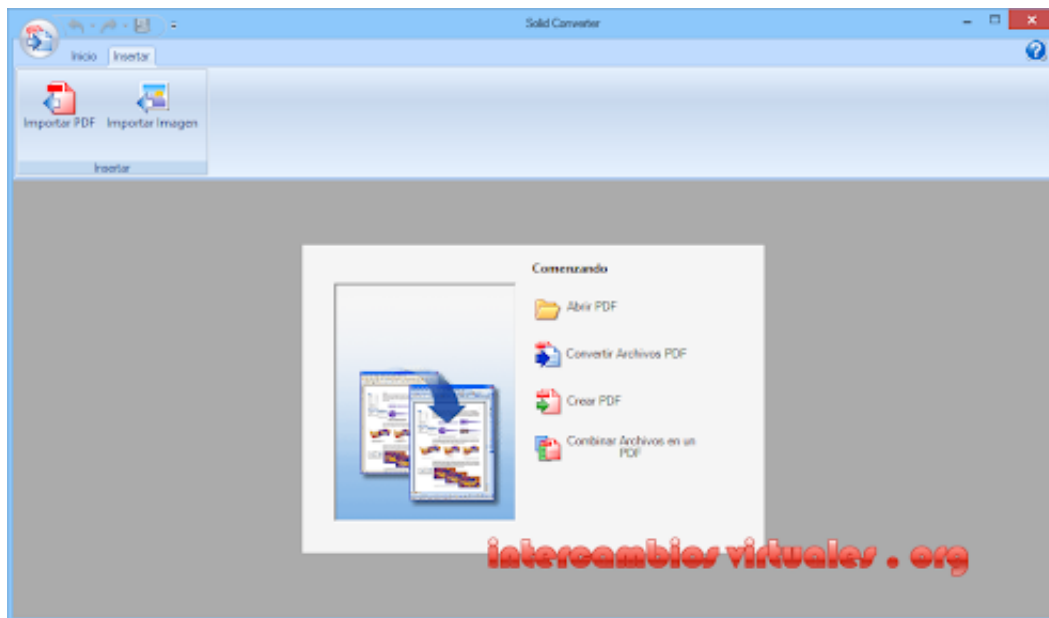 Solid Converter
Inicio Insertar
Importar PDF Importar Imagen
Insertar
Comenzando
Abrir PDF
Convertir Archivos PDF
Crear PDF
Combinar Archivos en un
PDF
intercambios virtuales . org